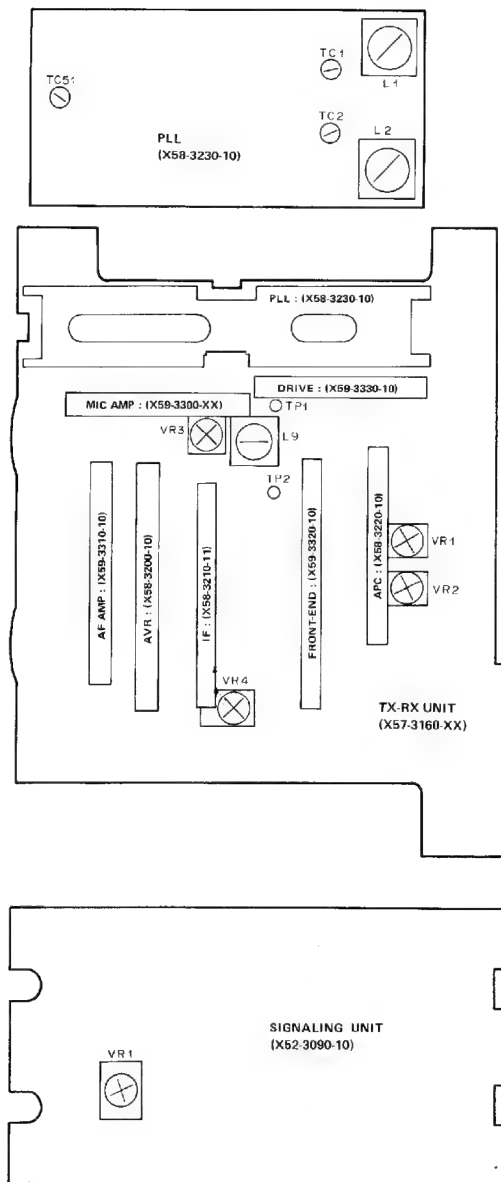 TC51
TC1
L1
TC2
L2
PLL
(X58-3230-10)
PLL : (X58-3230-10)
DRIVE : (X59-3330-10)
MIC AMP : (X59-3300-XX)
TP1
VR3
L9
TP2
AF AMP : (X59-3310-10)
AVR : (X58-3200-10)
IF : (X58-3210-11)
FRONT-END : (X59-3320-10)
APC : (X58-3220-10)
VR1
VR2
VR4
TX-RX UNIT
(X57-3160-XX)
SIGNALING UNIT
(X52-3090-10)
VR1